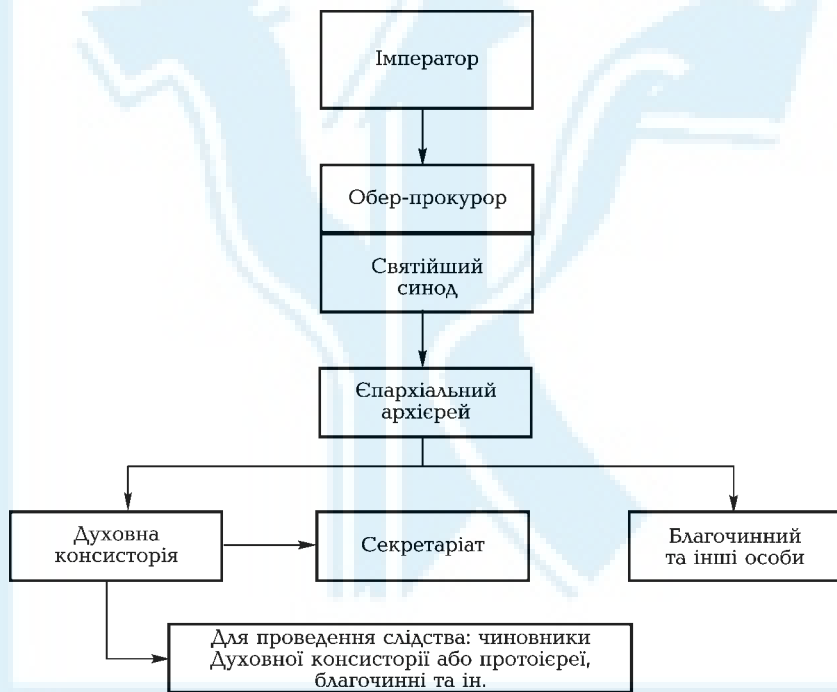 Імператор
Обер-прокурор
Святійший
синод
Єпархіальний
архієрей
Духовна
консисторія
Секретаріат
Благочинний
та інші особи
Для проведення слідства: чиновники
Духовної консисторії або протоієреї,
благочинні та ін.